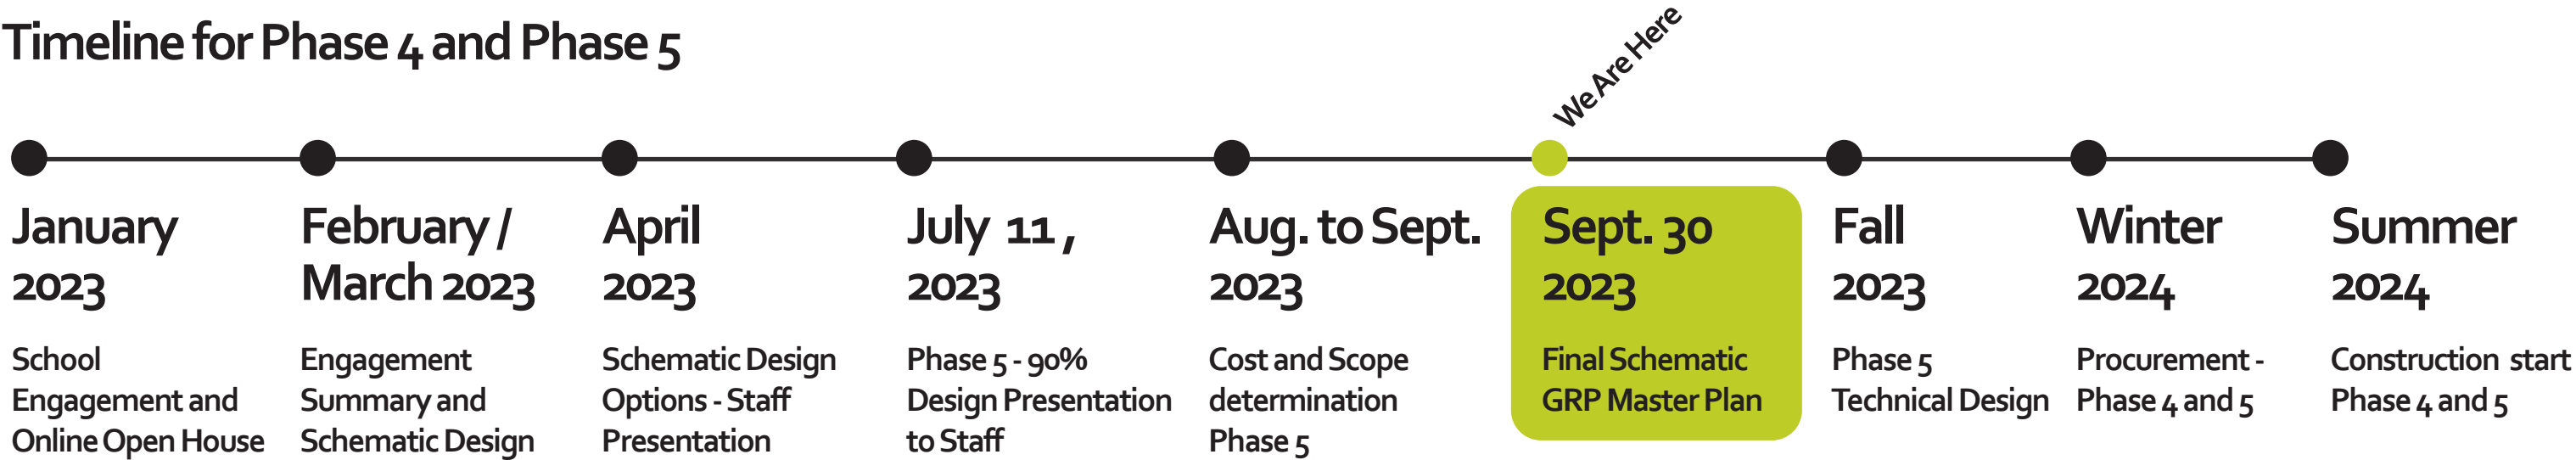 Timeline for Phase 4 and Phase 5
We Are Here
January
2023
School
Engagement and
Online Open House
February /
March 2023
Engagement
Summary and
Schematic Design
April
2023
Schematic Design
Options - Staff
Presentation
July 11,
2023
Phase 5 - 90%
Design Presentation
to Staff
Aug. to Sept.
2023
Cost and Scope
determination
Phase 5
Sept. 30
2023
Final Schematic
GRP Master Plan
Fall
2023
Phase 5
Technical Design
Winter
2024
Procurement -
Phase 4 and 5
Summer
2024
Construction start
Phase 4 and 5